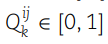 Q_k^{ij} ∈ [0, 1]